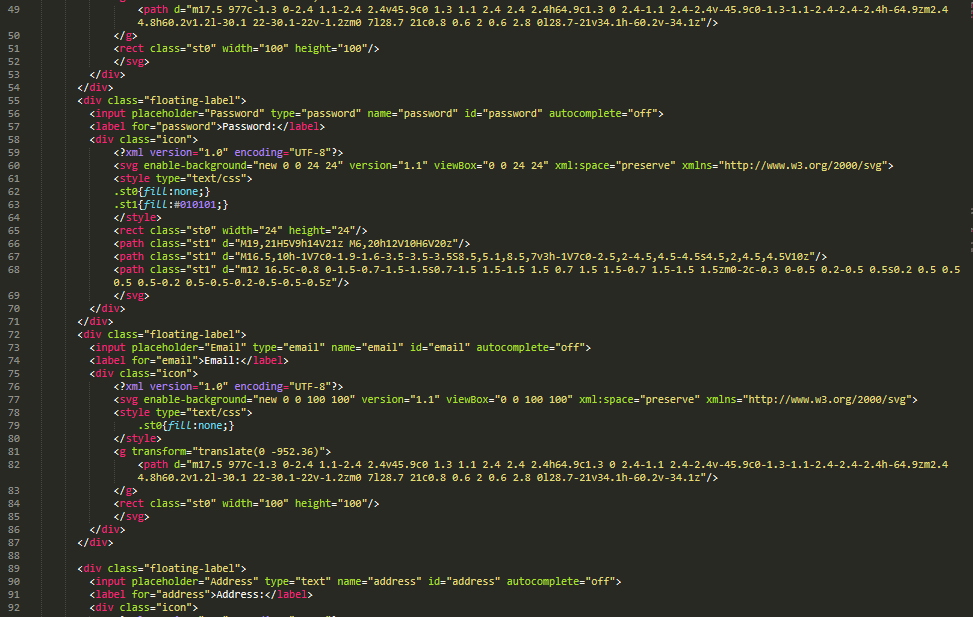 49 <path d="m17.5 977c-1.3 0-2.4 1.1-2.4 2.4v45.9c0 1.3 1.1 2.4 2.4 2.4h64.9c1.3 0 2.4-1.1 2.4-2.4v-45.9c0-1.3-1.1-2.4-2.4-2.4h-64.9zm2.4
4.8h60.2v1.2l-30.1 22-30.1-22v-1.2zm0 7l28.7 21c0.8 0.6 2 0.6 2.8 0l28.7-21v34.1h-60.2v-34.1z"/>
50 </g>
51 <rect class="st0" width="100" height="100"/>
52 </svg>
53 </div>
54 </div>
55 <div class="floating-label">
56 <input placeholder="Password" type="password" name="password" id="password" autocomplete="off">
57 <label for="password">Password:</label>
58 <div class="icon">
59 <?xml version="1.0" encoding="UTF-8"?>
60 <svg enable-background="new 0 0 24 24" version="1.1" viewBox="0 0 24 24" xml:space="preserve" xmlns="http://www.w3.org/2000/svg">
61 <style type="text/css">
62 .st0{fill:none;}
63 .st1{fill:#010101;}
64 </style>
65 <rect class="st0" width="24" height="24"/>
66 <path class="st1" d="M19,21H5V9h14V21z M6,20h12V10H6V20z"/>
67 <path class="st1" d="M16.5,10h-1V7c0-1.9-1.6-3.5-3.5-3.5S8.5,5.1,8.5,7v3h-1V7c0-2.5,2-4.5,4.5-4.5s4.5,2,4.5,4.5V10z"/>
68 <path class="st1" d="m12 16.5c-0.8 0-1.5-0.7-1.5-1.5s0.7-1.5 1.5-1.5 1.5 0.7 1.5 1.5-0.7 1.5-1.5 1.5zm0-2c-0.3 0-0.5 0.2-0.5 0.5s0.2 0.5 0.5
0.5 0.5-0.2 0.5-0.5-0.2-0.5-0.5-0.5z"/>
69 </svg>
70 </div>
71 </div>
72 <div class="floating-label">
73 <input placeholder="Email" type="email" name="email" id="email" autocomplete="off">
74 <label for="email">Email:</label>
75 <div class="icon">
76 <?xml version="1.0" encoding="UTF-8"?>
77 <svg enable-background="new 0 0 100 100" version="1.1" viewBox="0 0 100 100" xml:space="preserve" xmlns="http://www.w3.org/2000/svg">
78 <style type="text/css">
79 .st0{fill:none;}
80 </style>
81 <g transform="translate(0 -952.36)">
82 <path d="m17.5 977c-1.3 0-2.4 1.1-2.4 2.4v45.9c0 1.3 1.1 2.4 2.4 2.4h64.9c1.3 0 2.4-1.1 2.4-2.4v-45.9c0-1.3-1.1-2.4-2.4-2.4h-64.9zm2.4
4.8h60.2v1.2l-30.1 22-30.1-22v-1.2zm0 7l28.7 21c0.8 0.6 2 0.6 2.8 0l28.7-21v34.1h-60.2v-34.1z"/>
83 </g>
84 <rect class="st0" width="100" height="100"/>
85 </svg>
86 </div>
87 </div>
88
89 <div class="floating-label">
90 <input placeholder="Address" type="text" name="address" id="address" autocomplete="off">
91 <label for="address">Address:</label>
92 <div class="icon">